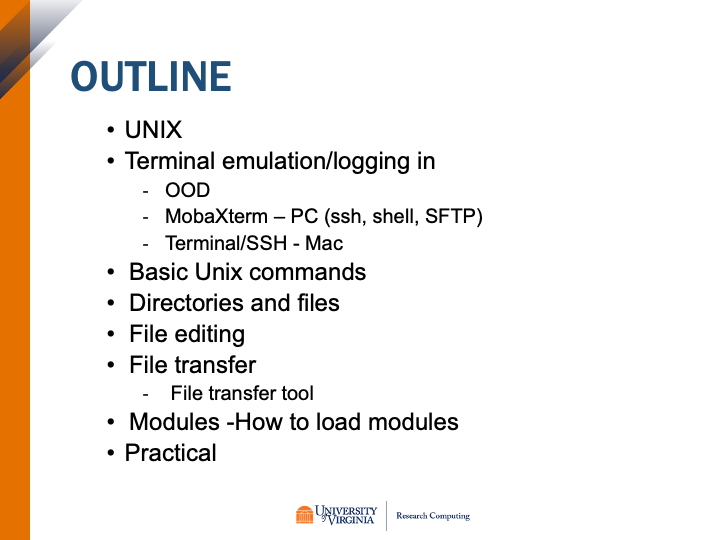 OUTLINE
• UNIX
• Terminal emulation/logging in
- OOD
- MobaXterm – PC (ssh, shell, SFTP)
- Terminal/SSH - Mac
• Basic Unix commands
• Directories and files
• File editing
• File transfer
- File transfer tool
• Modules -How to load modules
• Practical
UNIVERSITY
of VIRGINIA
Research Computing